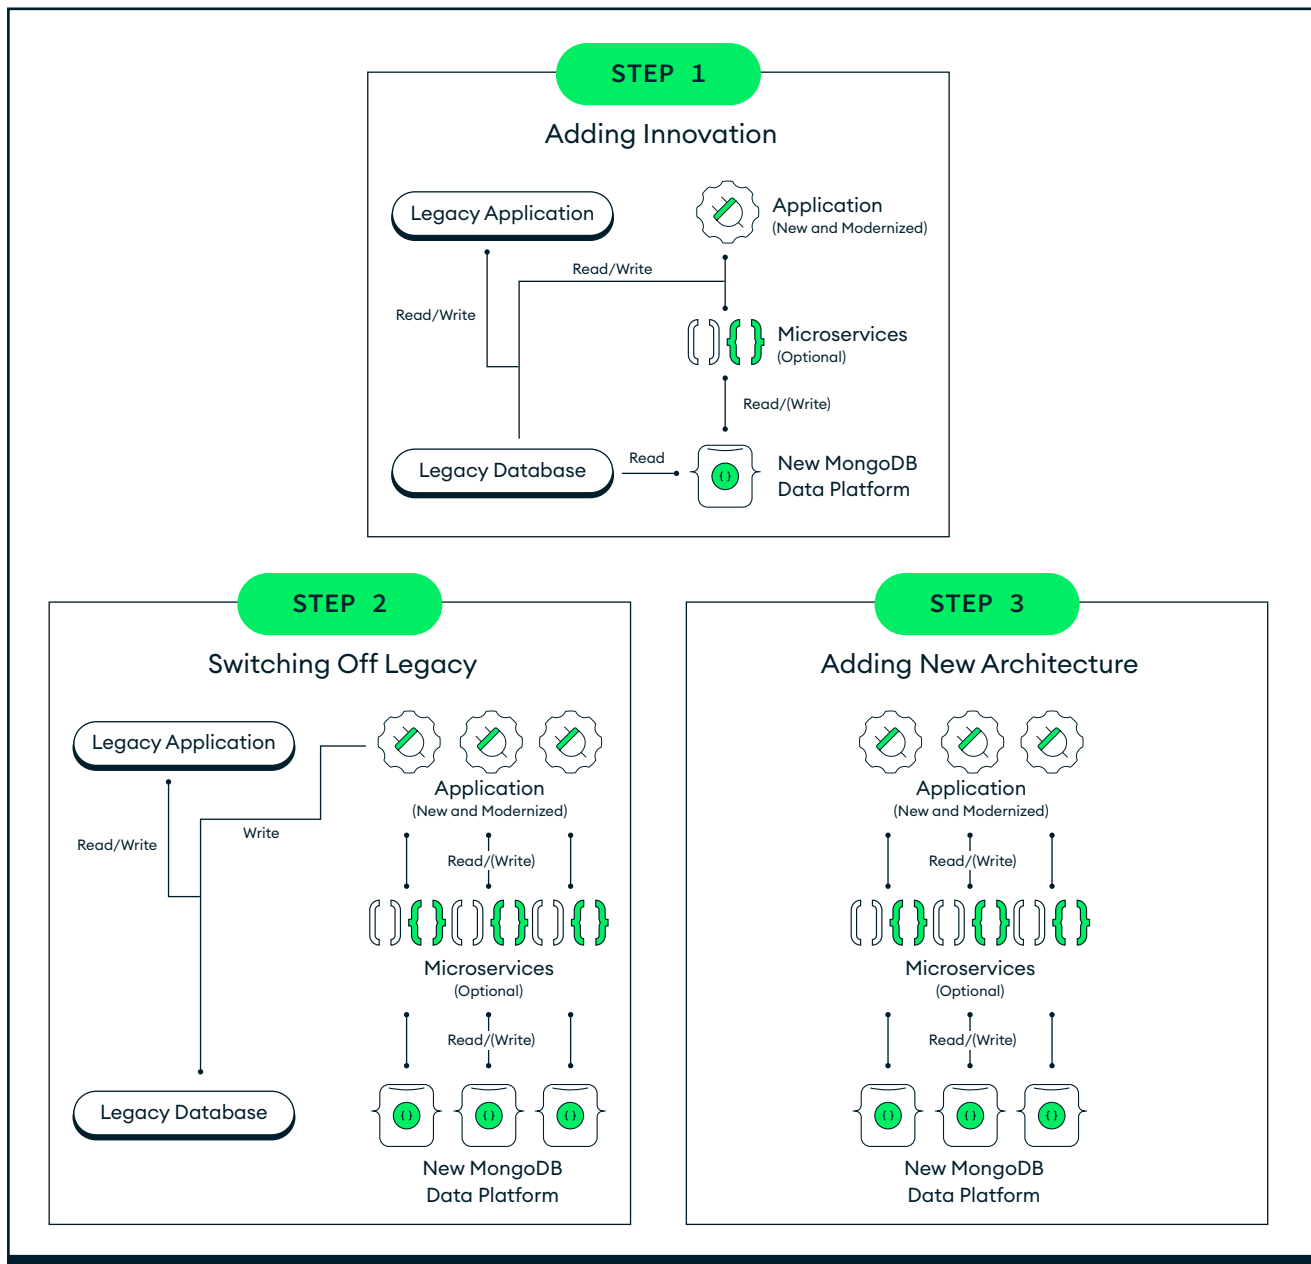 STEP 1
Adding Innovation
Legacy Application
Application
(New and Modernized)
Read/Write
Read/Write
Microservices
(Optional)
Read/(Write)
Legacy Database
Read
New MongoDB
Data Platform
STEP 2
Switching Off Legacy
Legacy Application
Application
(New and Modernized)
Write
Read/Write
Read/(Write)
Microservices
(Optional)
Read/(Write)
Legacy Database
New MongoDB
Data Platform
STEP 3
Adding New Architecture
Application
(New and Modernized)
Read/(Write)
Microservices
(Optional)
Read/(Write)
New MongoDB
Data Platform